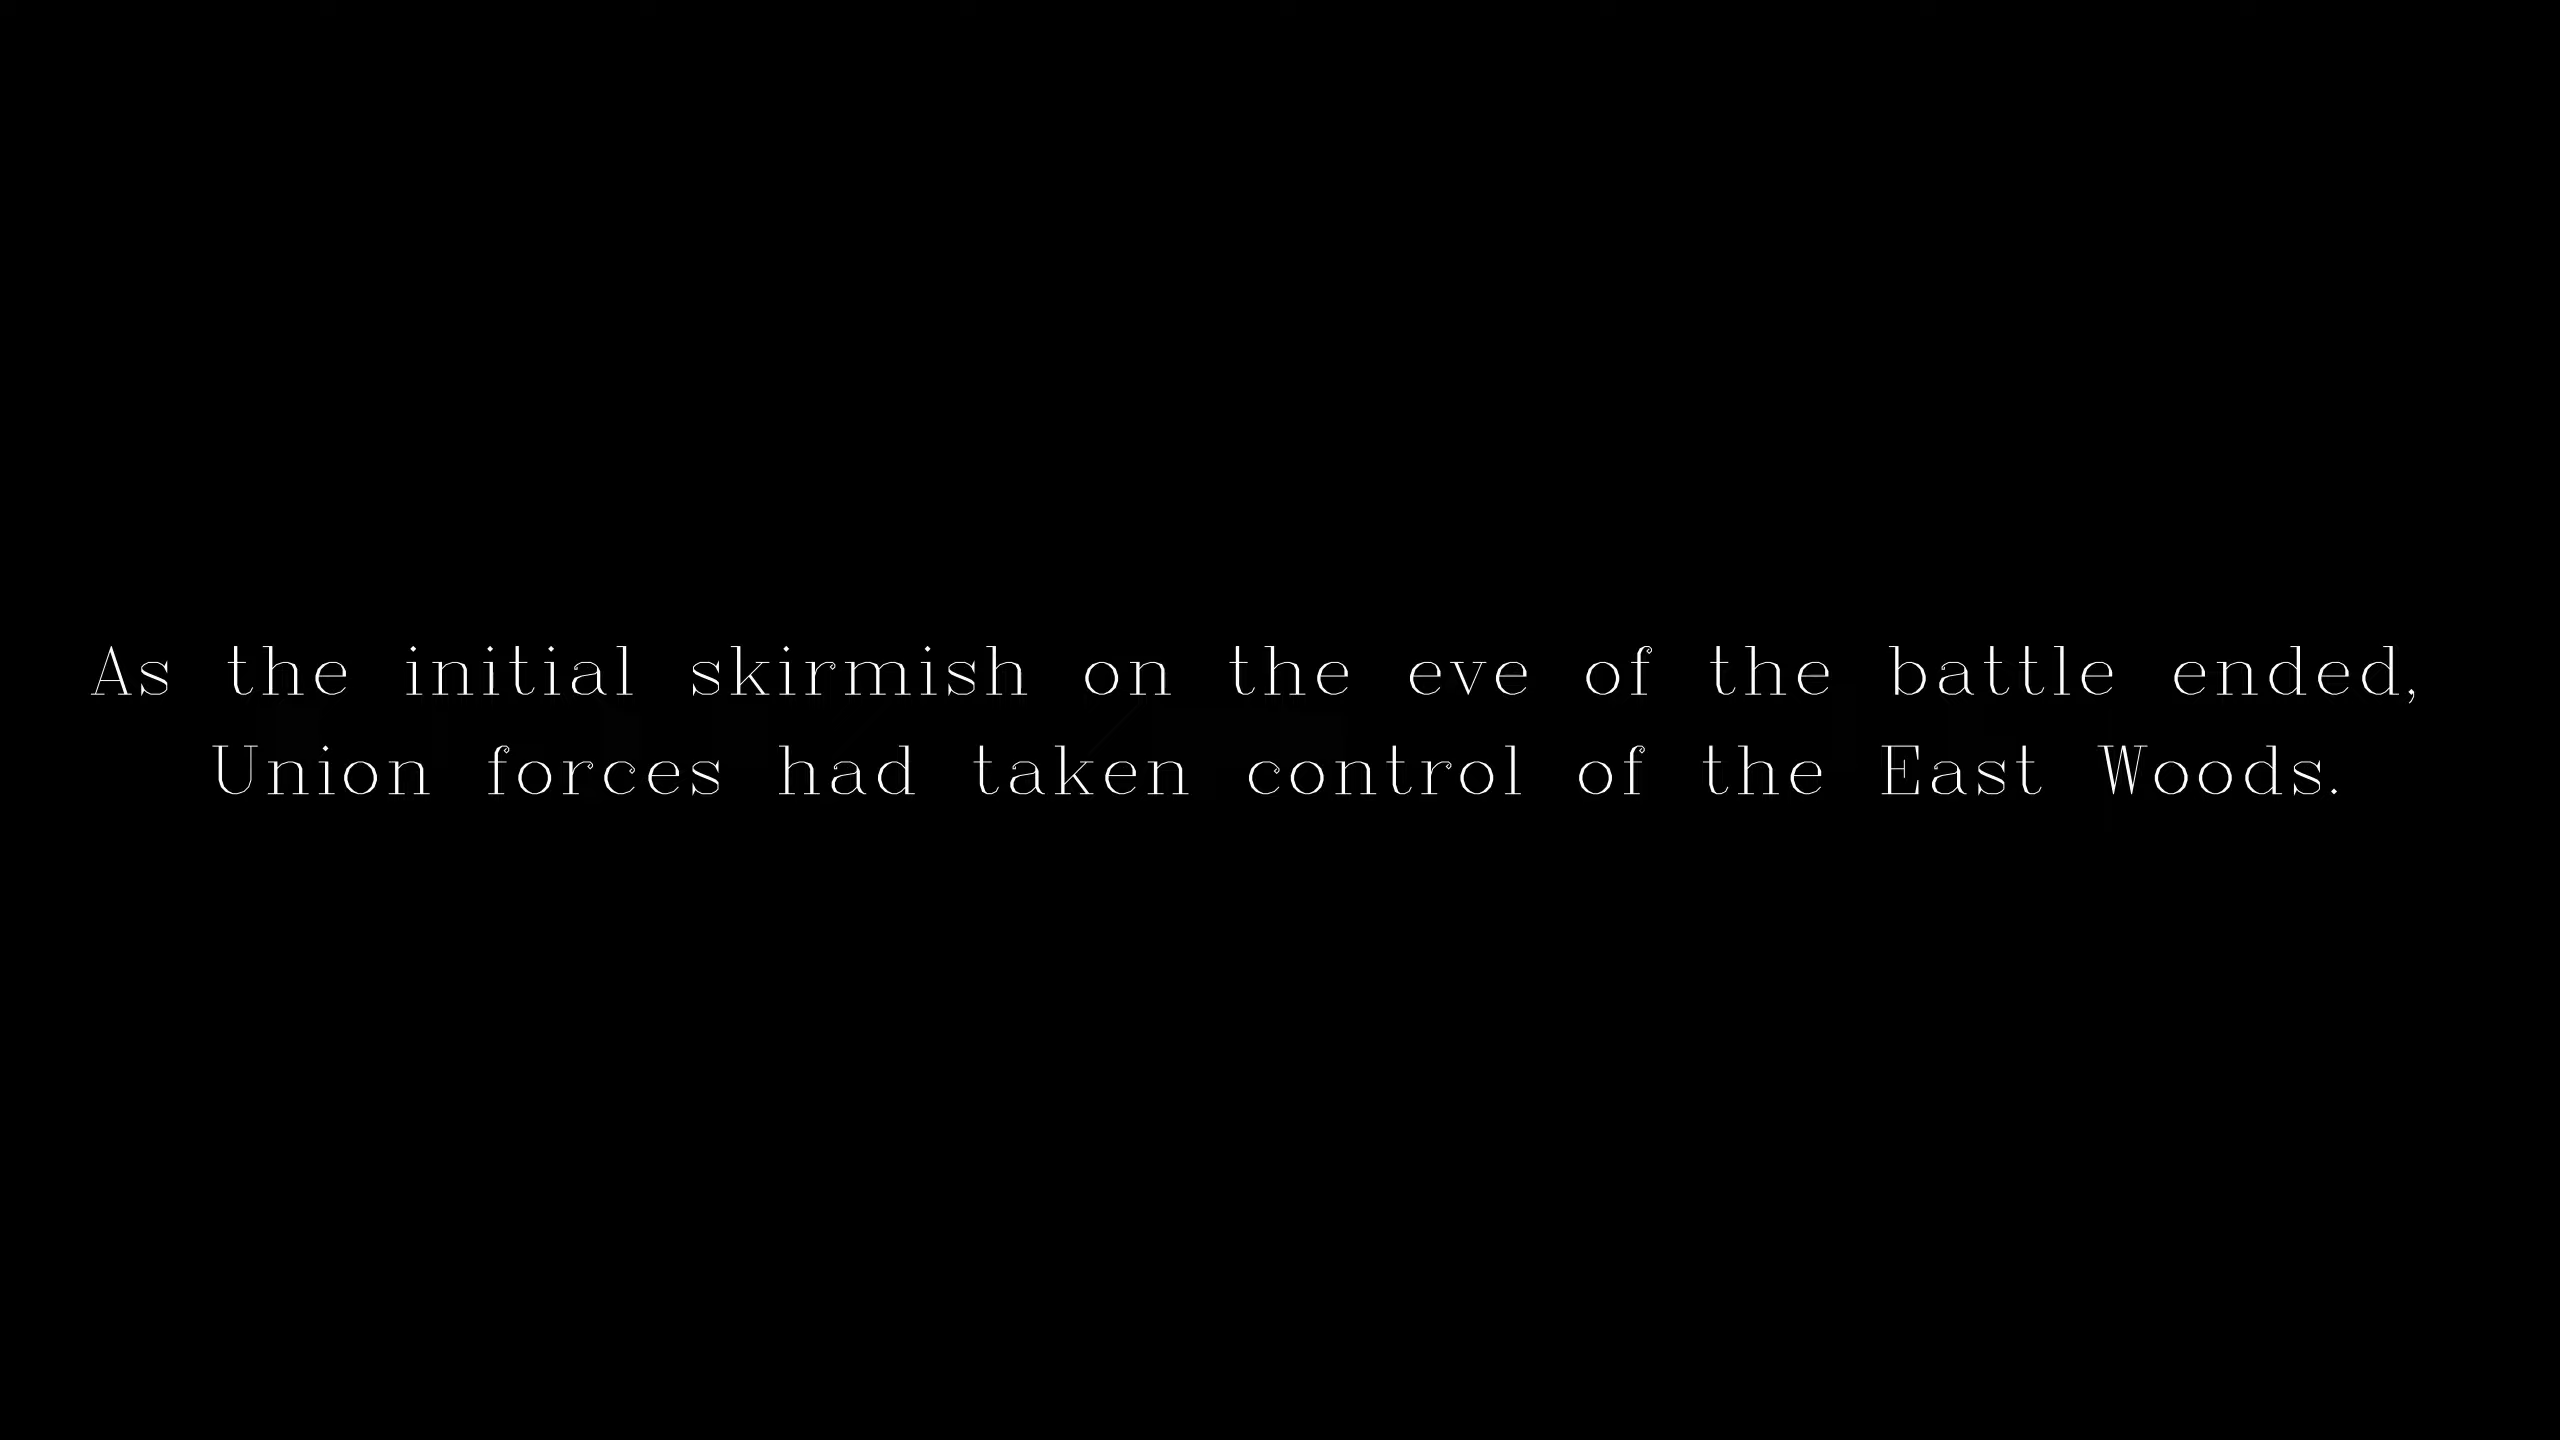 As the initial skirmish on the eve of the battle ended,
Union forces had taken control of the East Woods.